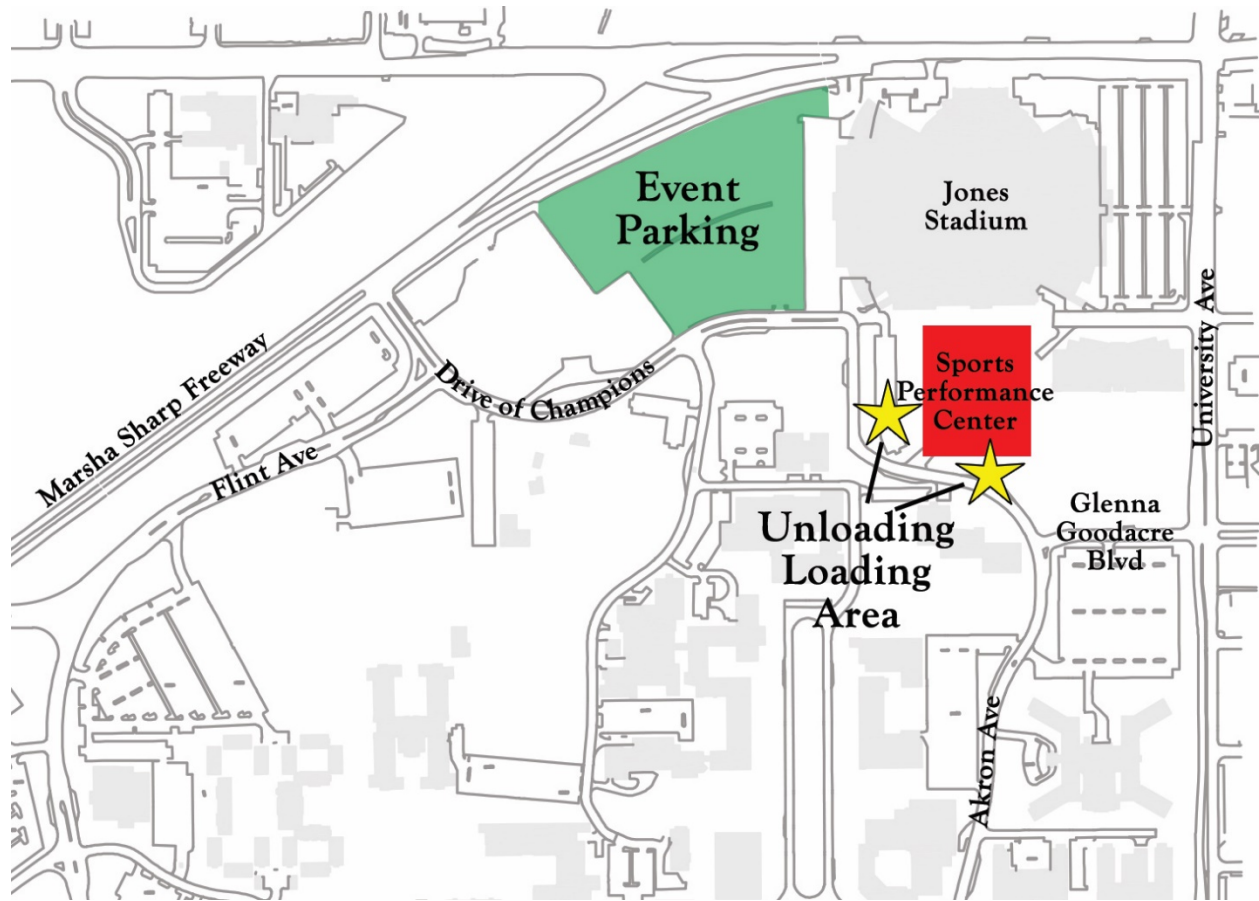 Event
Parking
Jones
Stadium
Marsha Sharp Freeway
Drive of Champions
Flint Ave
Sports
Performance
Center
University Ave
Unloading
Loading
Area
Glenna
Goodacre
Blvd
Akron Ave